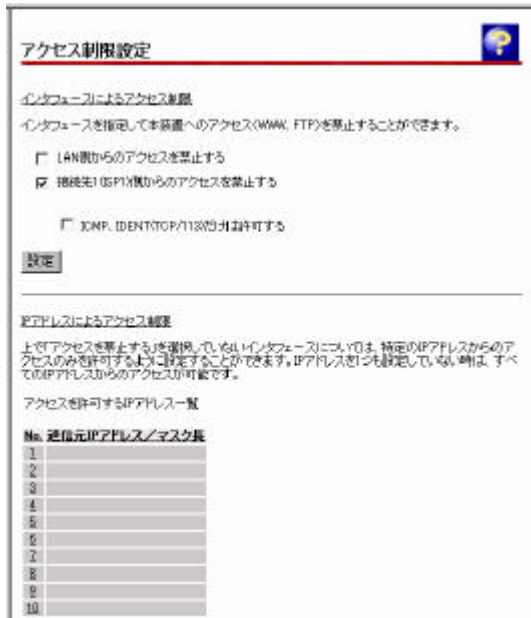 アクセス制限設定
?
インタフェースによるアクセス制限
インタフェースを指定して本装置へのアクセス(WWW, FTP)を禁止することができます。
LAN側からのアクセスを禁止する
接続先1(ISP1)側からのアクセスを禁止する
ICMP, IDENT(TCP/113)だけは許可する
設定
IPアドレスによるアクセス制限
上で「アクセスを禁止する」を選択していないインタフェースについては、特定のIPアドレスからのア
クセスのみを許可するように設定することができます。IPアドレスを1つも設定していない時は、すべ
てのIPアドレスからのアクセスが可能です。
アクセスを許可するIPアドレス一覧
No. 送信元IPアドレス/マスク長
1
2
3
4
5
6
7
8
9
10